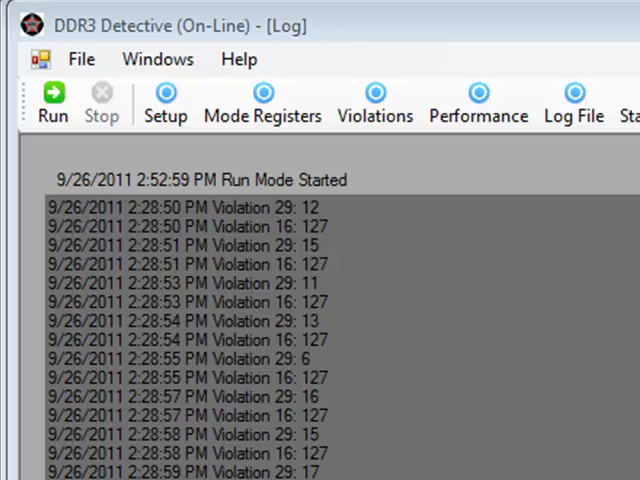 DDR3 Detective (On-Line) - [Log]
File Windows Help
Run Stop Setup Mode Registers Violations Performance Log File Sta
9/26/2011 2:52:59 PM Run Mode Started
9/26/2011 2:28:50 PM Violation 29: 12
9/26/2011 2:28:50 PM Violation 16: 127
9/26/2011 2:28:51 PM Violation 29: 15
9/26/2011 2:28:51 PM Violation 16: 127
9/26/2011 2:28:53 PM Violation 29: 11
9/26/2011 2:28:53 PM Violation 16: 127
9/26/2011 2:28:54 PM Violation 29: 13
9/26/2011 2:28:54 PM Violation 16: 127
9/26/2011 2:28:55 PM Violation 29: 6
9/26/2011 2:28:55 PM Violation 16: 127
9/26/2011 2:28:57 PM Violation 29: 16
9/26/2011 2:28:57 PM Violation 16: 127
9/26/2011 2:28:58 PM Violation 29: 15
9/26/2011 2:28:58 PM Violation 16: 127
9/26/2011 2:28:59 PM Violation 29: 17